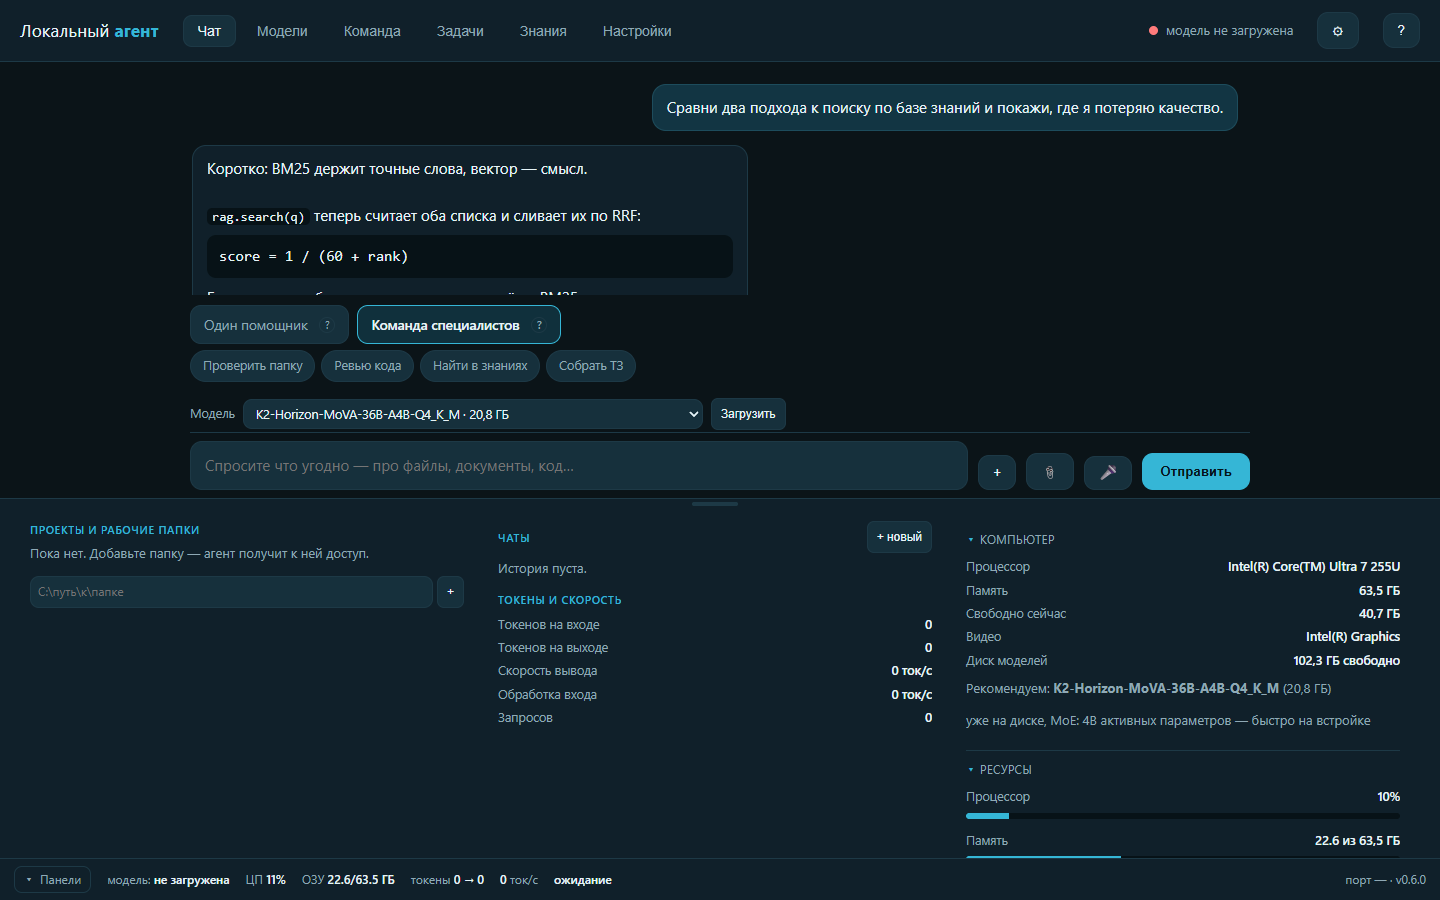 Локальный агент
Чат
Модели
Команда
Задачи
Знания
Настройки
модель не загружена
?
Сравни два подхода к поиску по базе знаний и покажи, где я потеряю качество.
Коротко: BM25 держит точные слова, вектор — смысл.
rag.search(q) теперь считает оба списка и сливает их по RRF:
score = 1 / (60 + rank)
Один помощник ?
Команда специалистов ?
Проверить папку
Ревью кода
Найти в знаниях
Собрать ТЗ
Модель
K2-Horizon-MoVA-36B-A4B-Q4_K_M · 20,8 ГБ
Загрузить
Спросите что угодно — про файлы, документы, код...
+
Отправить
ПРОЕКТЫ И РАБОЧИЕ ПАПКИ
Пока нет. Добавьте папку — агент получит к ней доступ.
C:\путь\к\папке
+
ЧАТЫ
+ новый
История пуста.
ТОКЕНЫ И СКОРОСТЬ
Токенов на входе 0
Токенов на выходе 0
Скорость вывода 0 ток/с
Обработка входа 0 ток/с
Запросов 0
КОМПЬЮТЕР
Процессор Intel(R) Core(TM) Ultra 7 255U
Память 63,5 ГБ
Свободно сейчас 40,7 ГБ
Видео Intel(R) Graphics
Диск моделей 102,3 ГБ свободно
Рекомендуем: K2-Horizon-MoVA-36B-A4B-Q4_K_M (20,8 ГБ)
уже на диске, MoE: 4B активных параметров — быстро на встройке
РЕСУРСЫ
Процессор 10%
Память 22.6 из 63,5 ГБ
Панели
модель: не загружена
ЦП 11%
ОЗУ 22.6/63.5 ГБ
токены 0 → 0
0 ток/с
ожидание
порт — · v0.6.0